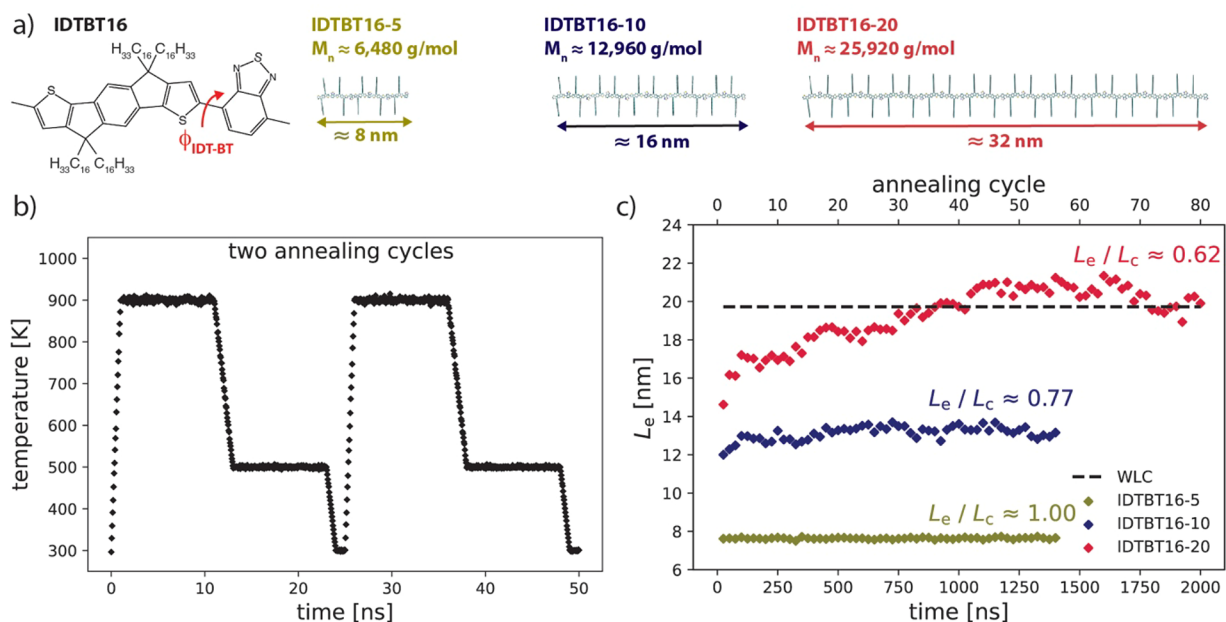 a)
IDTBT16
IDTBT16-5
Mn ≈ 6,480 g/mol
IDTBT16-10
Mn ≈ 12,960 g/mol
IDTBT16-20
Mn ≈ 25,920 g/mol
H33C16 C16H33
S
S
N
S
N
H33C16 C16H33
ϕIDT-BT
≈ 8 nm
≈ 16 nm
≈ 32 nm
b)
two annealing cycles
temperature [K]
1000
900
800
700
600
500
400
300
0 10 20 30 40 50
time [ns]
c)
annealing cycle
0 10 20 30 40 50 60 70 80
Le [nm]
24
22
20
18
16
14
12
10
8
6
Le / Lc ≈ 0.62
Le / Lc ≈ 0.77
Le / Lc ≈ 1.00
WLC
IDTBT16-5
IDTBT16-10
IDTBT16-20
0 250 500 750 1000 1250 1500 1750 2000
time [ns]